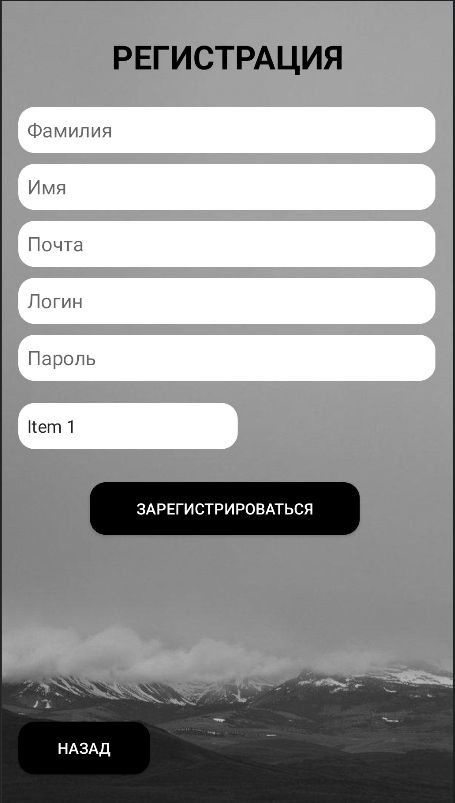 РЕГИСТРАЦИЯ
Фамилия
Имя
Почта
Логин
Пароль
Item 1
ЗАРЕГИСТРИРОВАТЬСЯ
НАЗАД